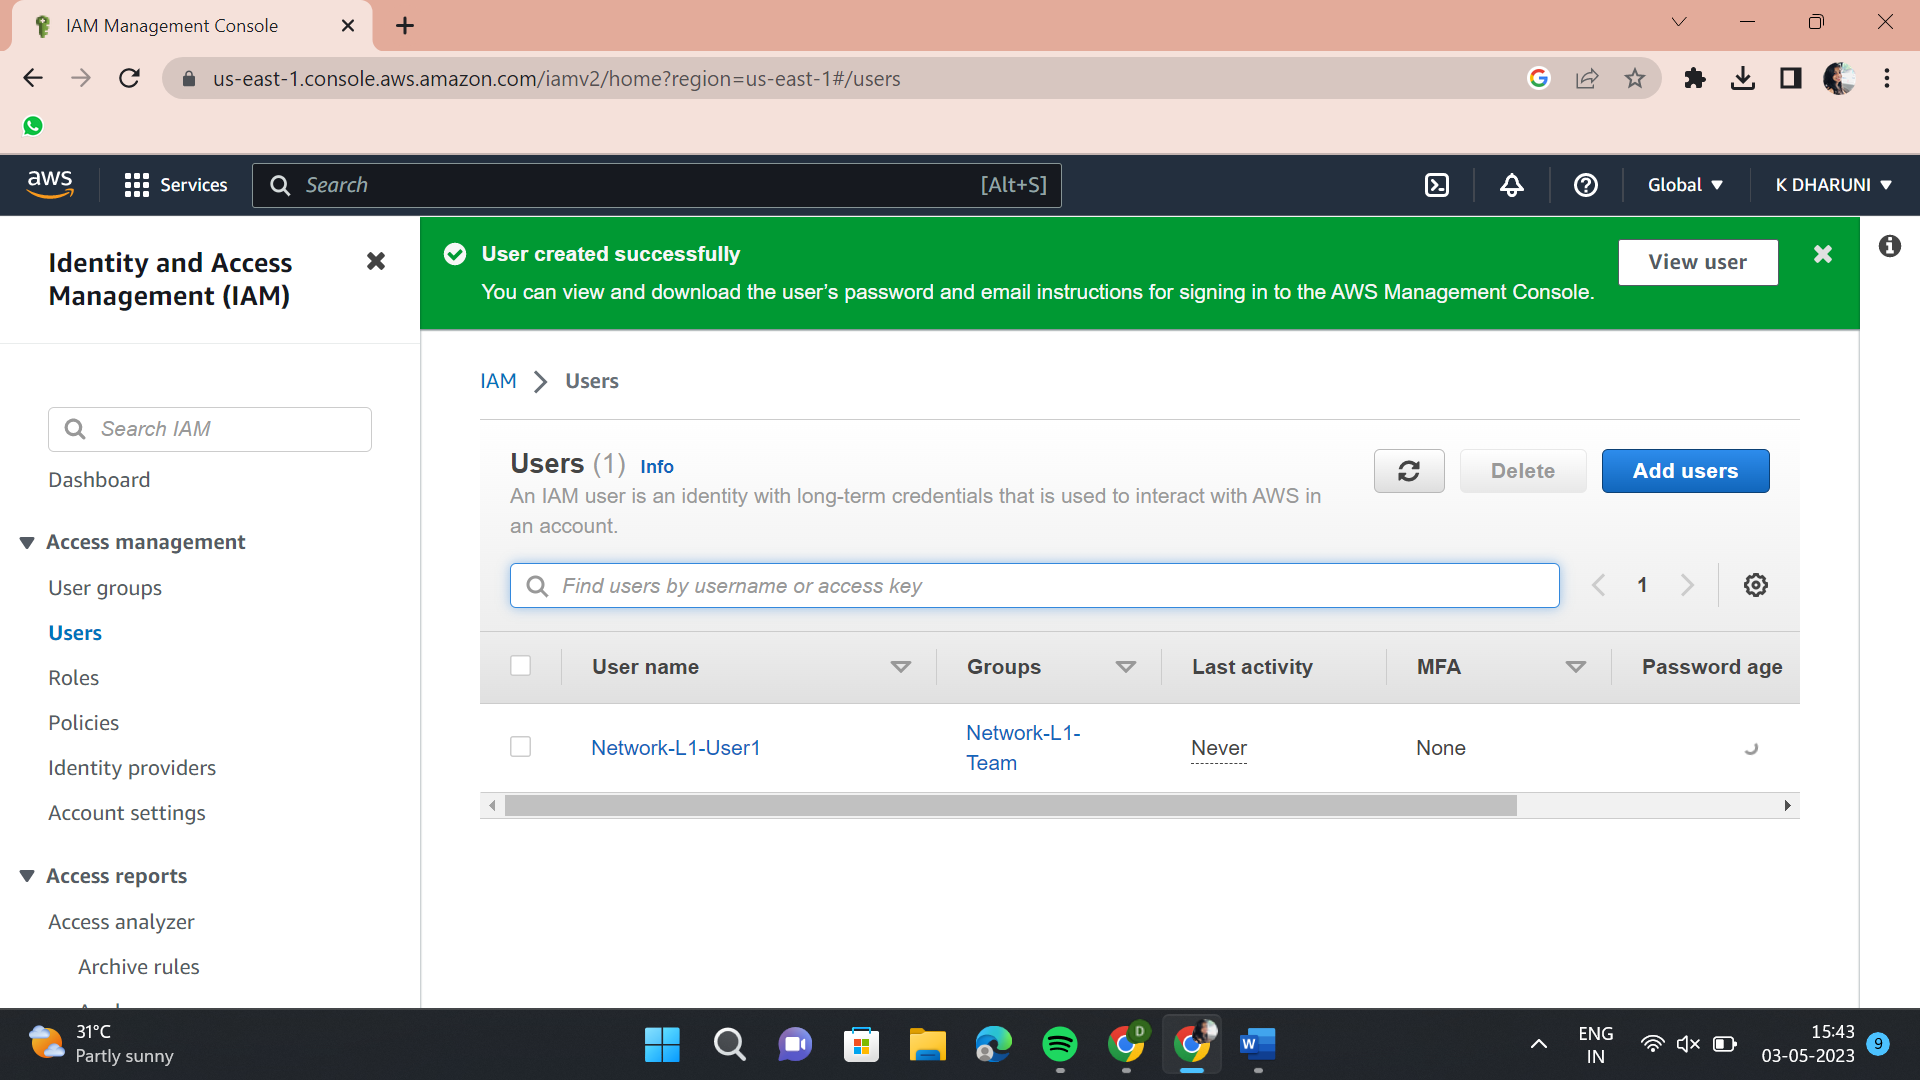 IAM Management Console
us-east-1.console.aws.amazon.com/iamv2/home?region=us-east-1#/users
aws
Services
Search
[Alt+S]
Global
K DHARUNI
Identity and Access
Management (IAM)
Search IAM
Dashboard
Access management
User groups
Users
Roles
Policies
Identity providers
Account settings
Access reports
Access analyzer
Archive rules
User created successfully
You can view and download the user's password and email instructions for signing in to the AWS Management Console.
View user
IAM
Users
Users (1) Info
An IAM user is an identity with long-term credentials that is used to interact with AWS in
an account.
Delete
Add users
Find users by username or access key
1
User name
Groups
Last activity
MFA
Password age
Network-L1-User1
Network-L1-
Team
Never
None
31°C
Partly sunny
D
W
ENG
IN
15:43
03-05-2023
9